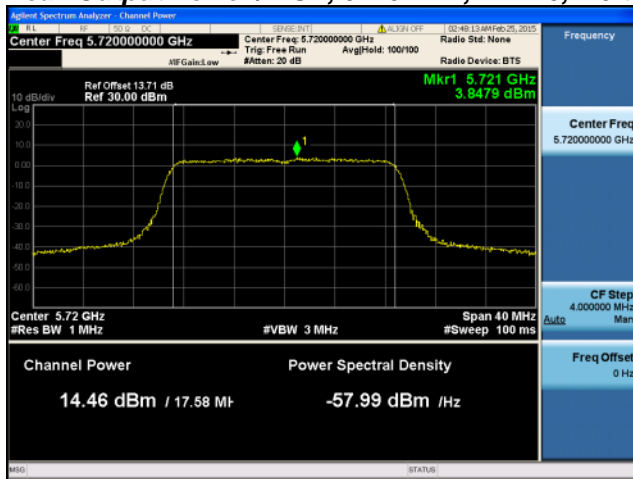 Agilent Spectrum Analyzer - Channel Power
RL RF 50 Ω DC SENSE:INT ALIGN OFF 02:48:13 AM Feb 25, 2015
Center Freq 5.720000000 GHz
Center Freq: 5.720000000 GHz
Radio Std: None
Trig: Free Run Avg|Hold: 100/100
#IFGain:Low #Atten: 20 dB Radio Device: BTS
Mkr1 5.721 GHz
3.8479 dBm
Ref Offset 13.71 dB
10 dB/div Ref 30.00 dBm
Log
20.0
10.0
1
0.00
-10.0
-20.0
-30.0
-40.0
-50.0
-60.0
Center 5.72 GHz Span 40 MHz
#Res BW 1 MHz #VBW 3 MHz #Sweep 100 ms
Channel Power Power Spectral Density
14.46 dBm / 17.58 MH -57.99 dBm /Hz
MSG STATUS
Frequency
Center Freq
5.720000000 GHz
CF Step
4.000000 MHz
Auto Man
Freq Offset
0 Hz